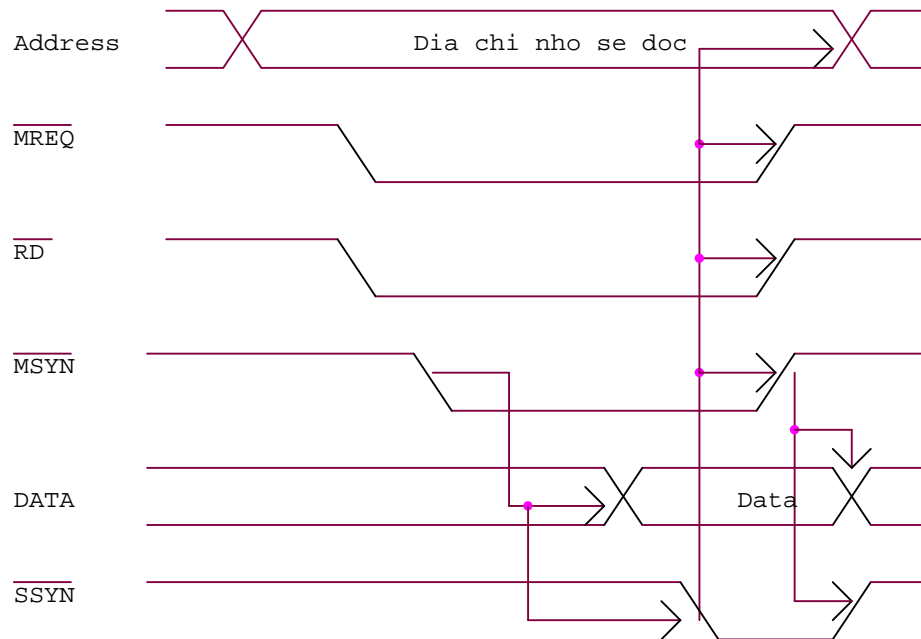 Address Dia chi nho se doc
MREQ
RD
MSYN
DATA Data
SSYN